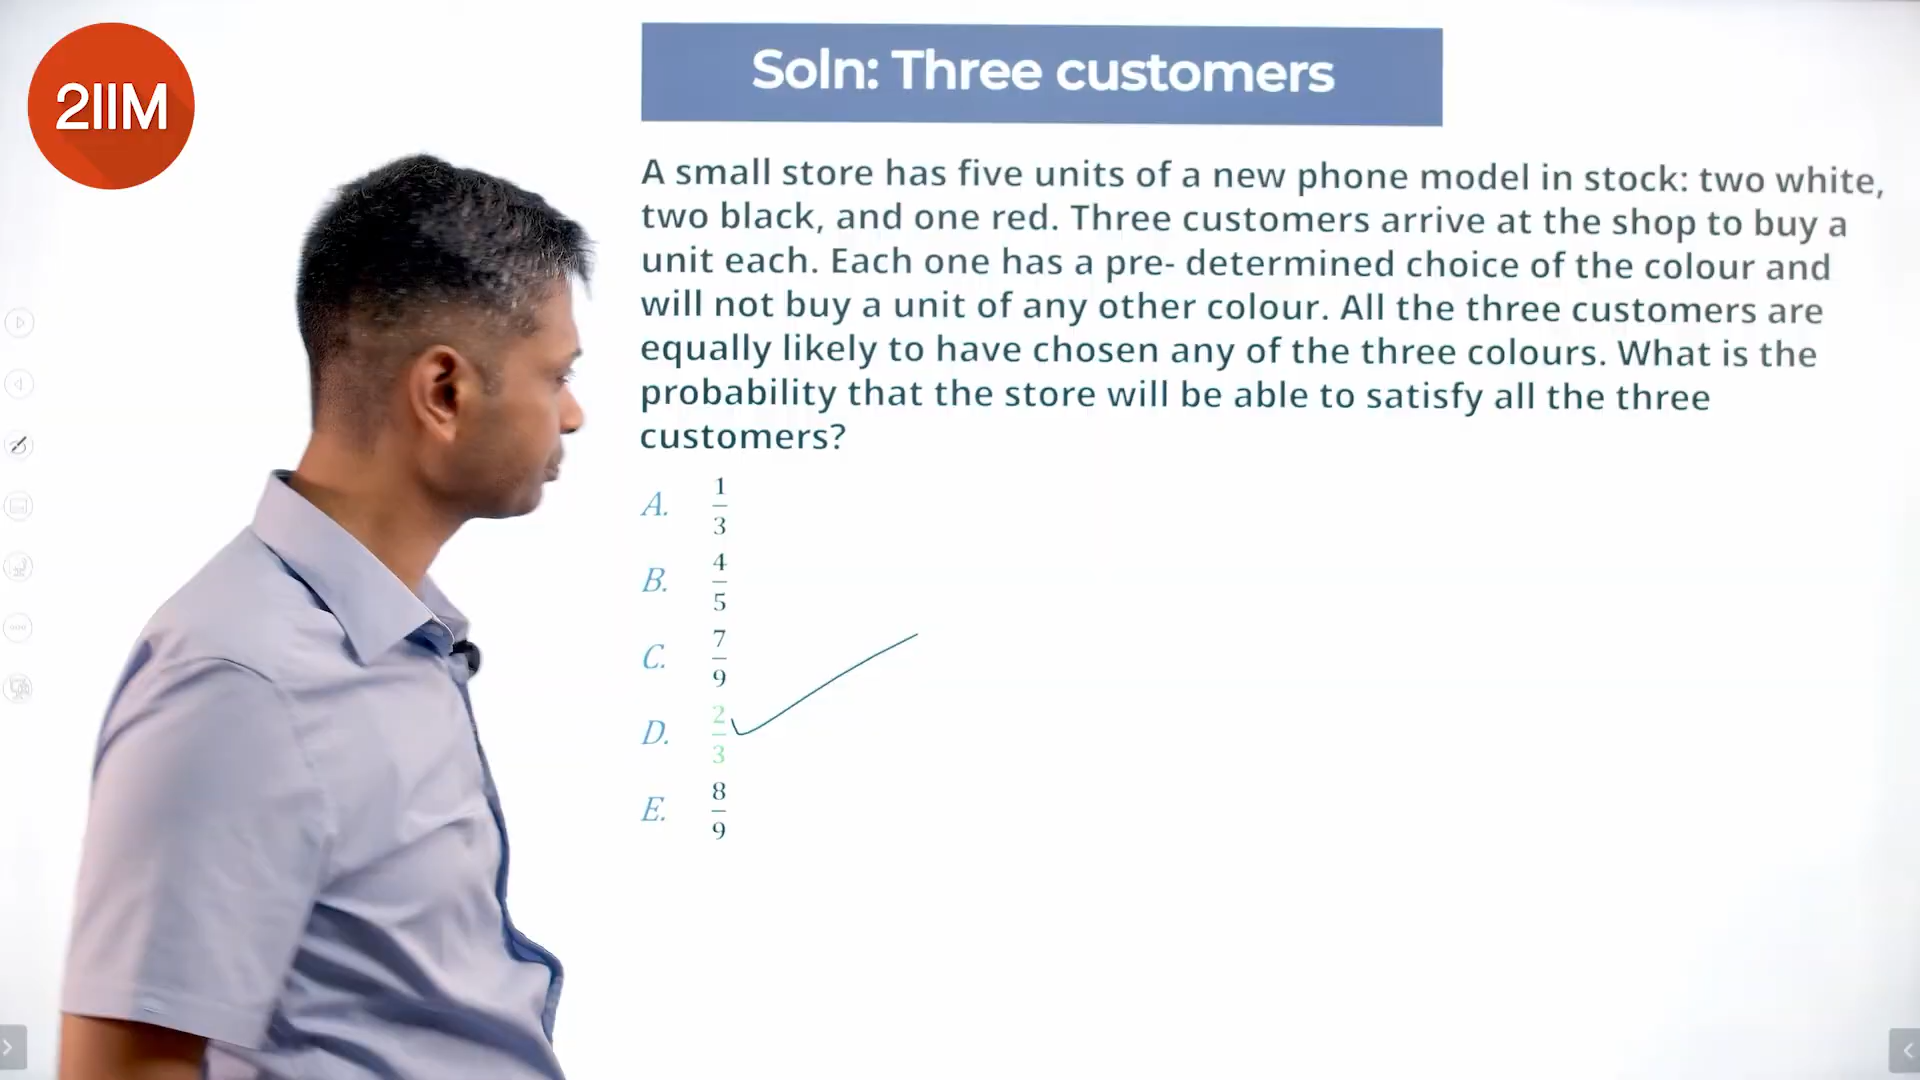 2IIM
Soln: Three customers
A small store has five units of a new phone model in stock: two white,
two black, and one red. Three customers arrive at the shop to buy a
unit each. Each one has a pre- determined choice of the colour and
will not buy a unit of any other colour. All the three customers are
equally likely to have chosen any of the three colours. What is the
probability that the store will be able to satisfy all the three
customers?
A. 1/3
B. 4/5
C. 7/9
D. 2/3
E. 8/9